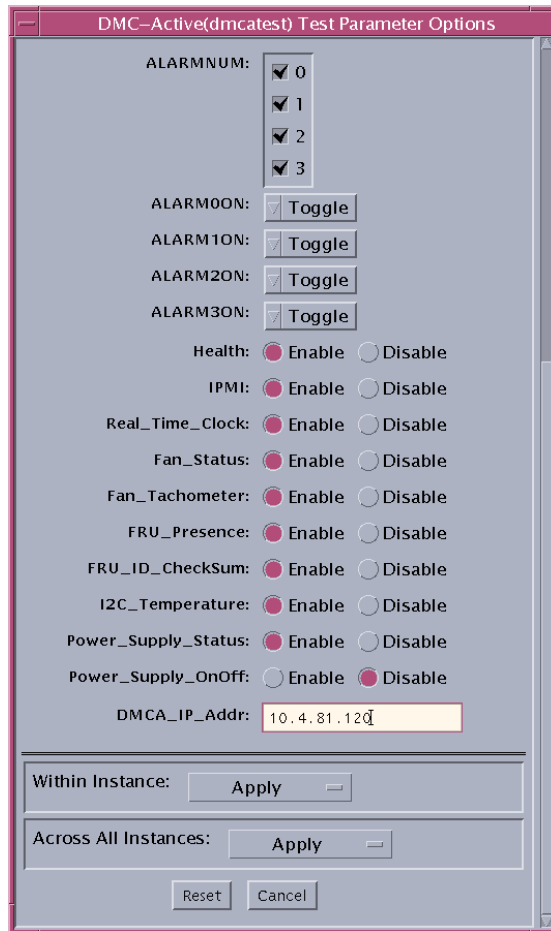 DMC–Active(dmcatest) Test Parameter Options
ALARMNUM: 0
1
2
3
ALARM0ON: Toggle
ALARM1ON: Toggle
ALARM2ON: Toggle
ALARM3ON: Toggle
Health: Enable Disable
IPMI: Enable Disable
Real_Time_Clock: Enable Disable
Fan_Status: Enable Disable
Fan_Tachometer: Enable Disable
FRU_Presence: Enable Disable
FRU_ID_CheckSum: Enable Disable
I2C_Temperature: Enable Disable
Power_Supply_Status: Enable Disable
Power_Supply_OnOff: Enable Disable
DMCA_IP_Addr: 10.4.81.120
Within Instance: Apply
Across All Instances: Apply
Reset Cancel